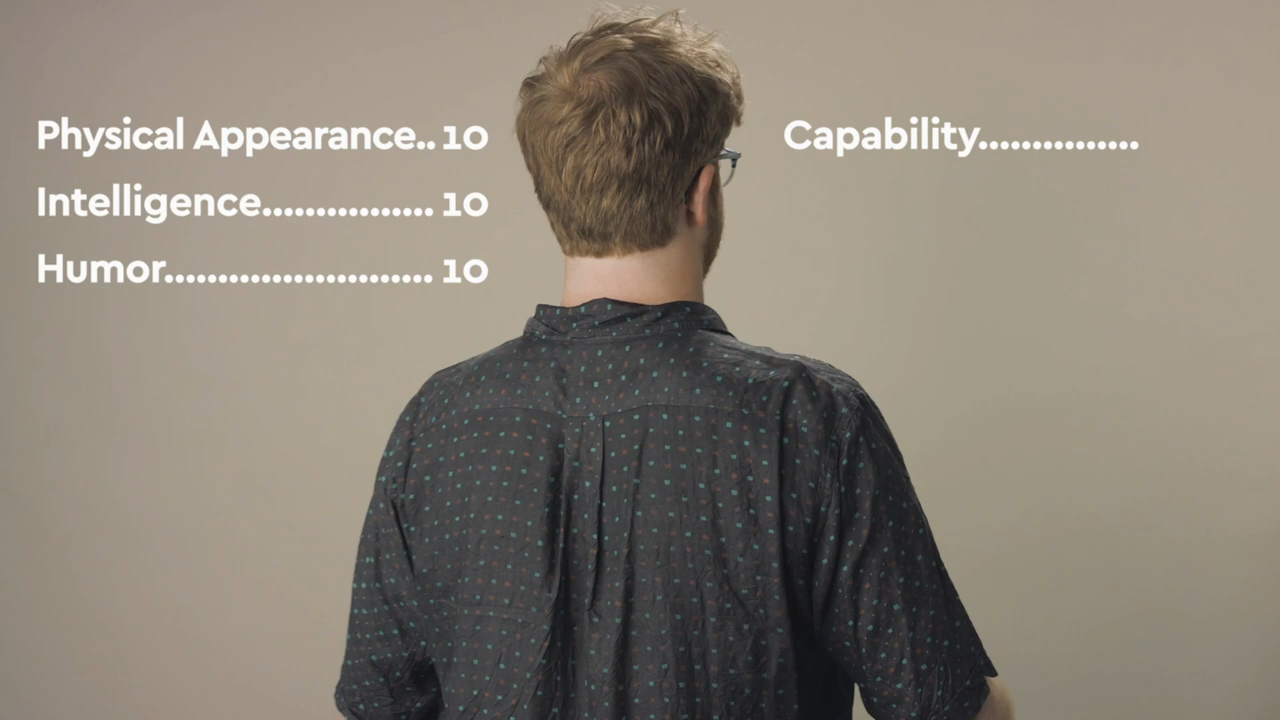 Physical Appearance.. 10
Intelligence................ 10
Humor......................... 10
Capability...............